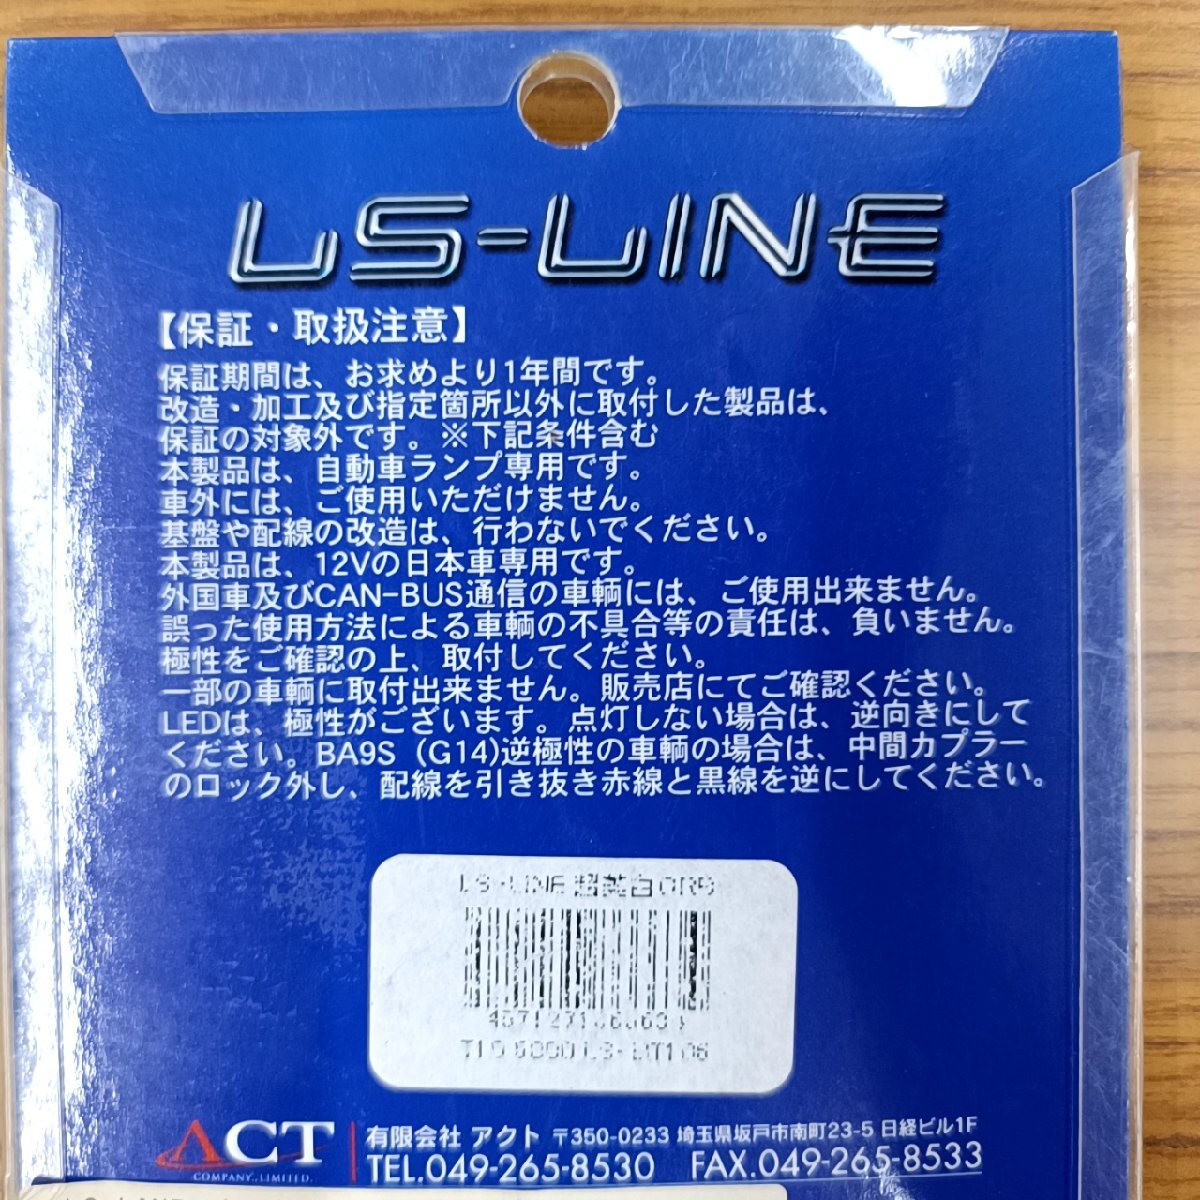 LS-LINE
【保証・取扱注意】
保証期間は、お求めより1年間です。
改造・加工及び指定箇所以外に取付した製品は、
保証の対象外です。※下記条件含む
本製品は、自動車ランプ専用です。
車外には、ご使用いただけません。
基盤や配線の改造は、行わないでください。
本製品は、12Vの日本車専用です。
外国車及びCAN-BUS通信の車輌には、ご使用出来ません。
誤った使用方法による車輌の不具合等の責任は、負いません。
極性をご確認の上、取付してください。
一部の車輌に取付出来ません。販売店にてご確認ください。
LEDは、極性がございます。点灯しない場合は、逆向きにして
ください。BA9S (G14)逆極性の車輌の場合は、中間カプラー
のロック外し、配線を引き抜き赤線と黒線を逆にしてください。
LS-LINE 超美白
T10
ACT
COMPANY.,LIMITED.
有限会社 アクト 〒350-0233 埼玉県坂戸市南町23-5 日経ビル1F
TEL.049-265-8530 FAX.049-265-8533